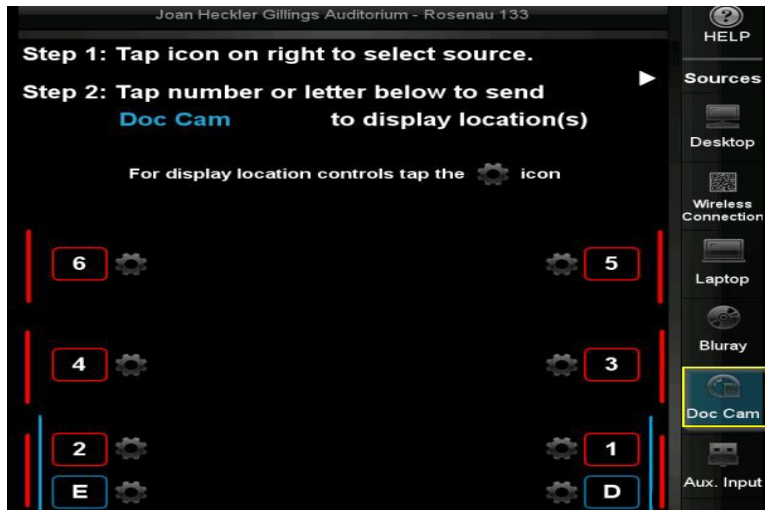 Joan Heckler Gillings Auditorium - Rosenau 133
Step 1: Tap icon on right to select source.
Step 2: Tap number or letter below to send
Doc Cam to display location(s)
For display location controls tap the icon
6
5
4
3
2
1
E
D
HELP
Sources
Desktop
Wireless
Connection
Laptop
Bluray
Doc Cam
Aux. Input